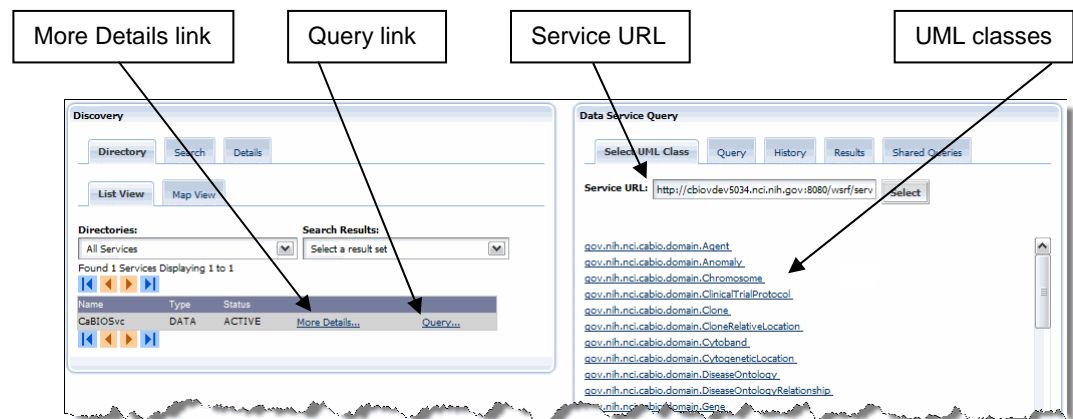 More Details link
Query link
Service URL
UML classes
Discovery
Directory Search Details
List View Map View
Directories: Search Results:
All Services Select a result set
Found 1 Services Displaying 1 to 1
Name Type Status
CaBIOSvc DATA ACTIVE More Details... Query...
Data Service Query
Select UML Class Query History Results Shared Queries
Service URL: http://cbiovdev5034.nci.nih.gov:8080/wsrf/serv Select
gov.nih.nci.cabio.domain.Agent
gov.nih.nci.cabio.domain.Anomaly
gov.nih.nci.cabio.domain.Chromosome
gov.nih.nci.cabio.domain.ClinicalTrialProtocol
gov.nih.nci.cabio.domain.Clone
gov.nih.nci.cabio.domain.CloneRelativeLocation
gov.nih.nci.cabio.domain.Cytoband
gov.nih.nci.cabio.domain.CytogeneticLocation
gov.nih.nci.cabio.domain.DiseaseOntology
gov.nih.nci.cabio.domain.DiseaseOntologyRelationship
gov.nih.nci.cabio.domain.Gene